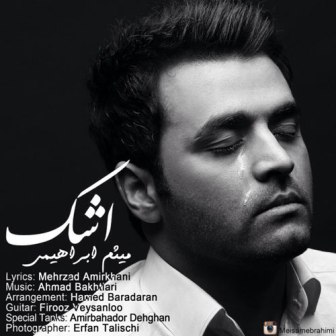 اشک
میثم ابراهیمی
Lyrics: Mehrzad Amirkhani
Music: Ahmad Bakhtiari
Arrangement: Hamed Baradaran
Guitar: Firooz Veysanloo
Special Tanks: Amirbahador Dehghan
Photographer: Erfan Talischi
Meissmebrahimi